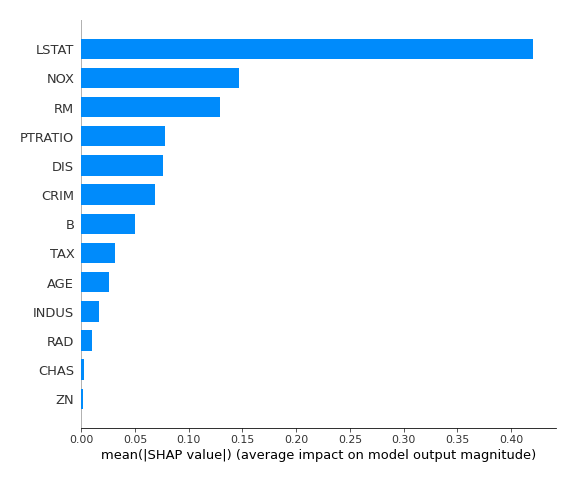 LSTAT
NOX
RM
PTRATIO
DIS
CRIM
B
TAX
AGE
INDUS
RAD
CHAS
ZN
0.00 0.05 0.10 0.15 0.20 0.25 0.30 0.35 0.40
mean(|SHAP value|) (average impact on model output magnitude)